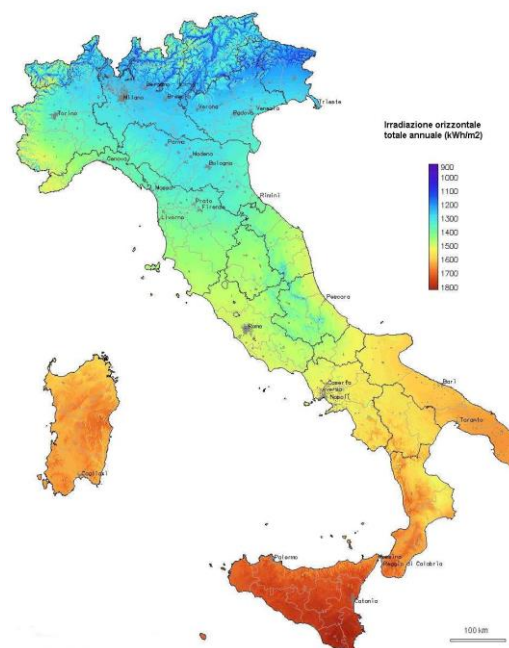 Milano
Verona
Torino
Padova
Venezia
Trieste
Irradiazione orizzontale
totale annuale (kWh/m2)
Parma
Modena
Bologna
Genova
900
1000
1100
1200
1300
1400
1500
1600
1700
1800
Massa
Rimini
Prato
Firenze
Livorno
Pescara
Roma
Caserta
Napoli
Bari
Taranto
Cagliari
Messina
Reggio di Calabria
Palermo
Catania
100 km